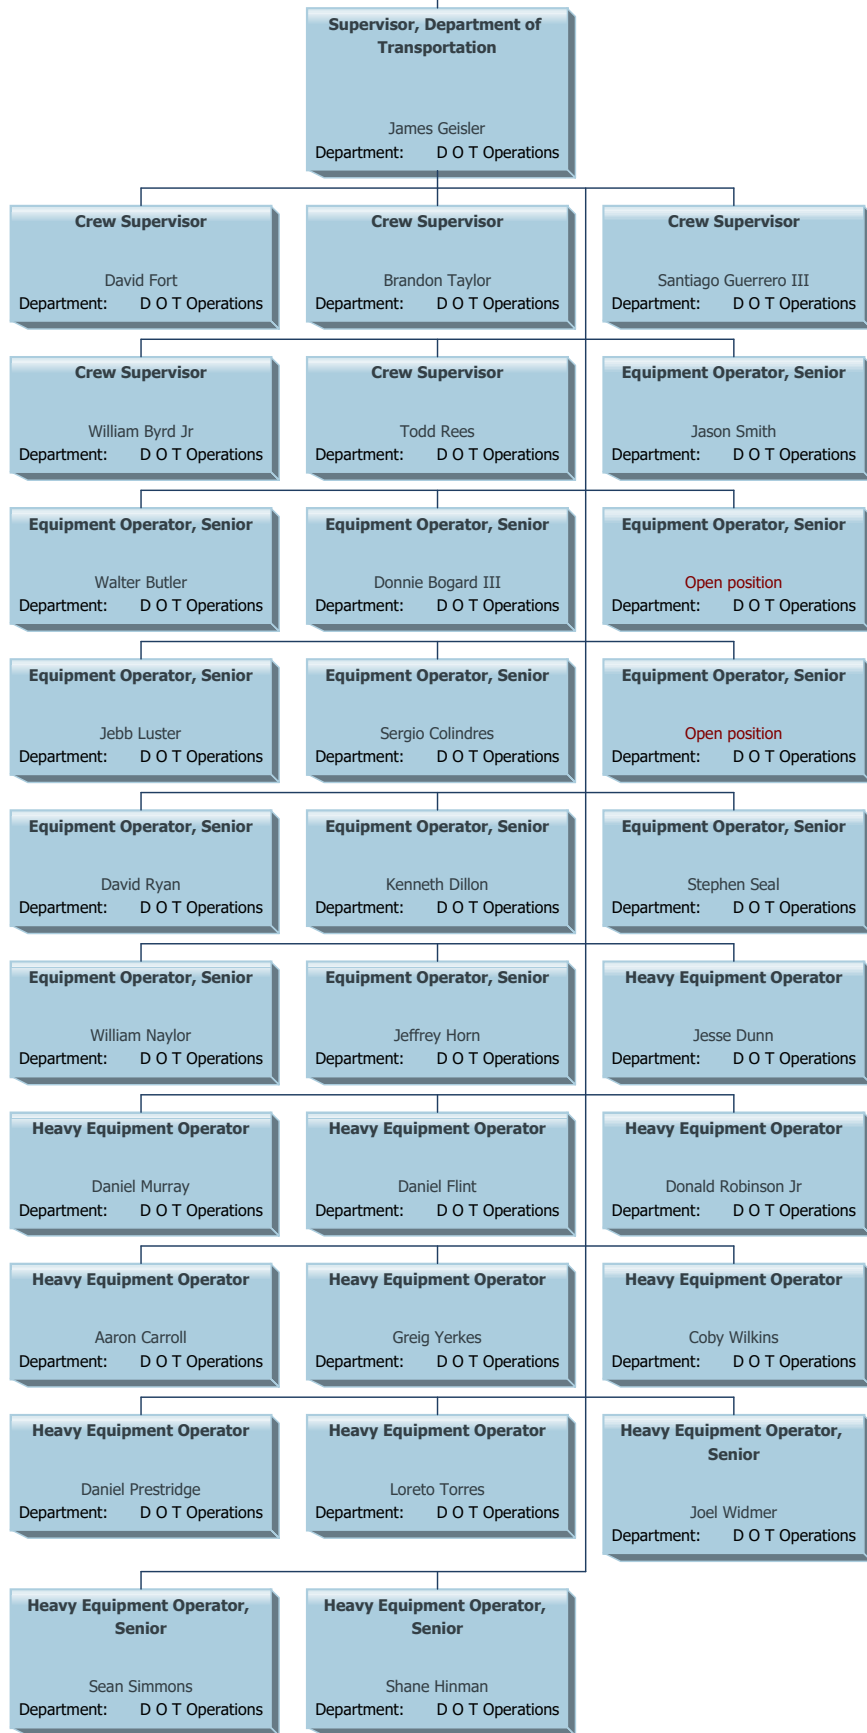 Supervisor, Department of
Transportation
James Geisler
Department: D O T Operations
Crew Supervisor
David Fort
Department: D O T Operations
Crew Supervisor
Brandon Taylor
Department: D O T Operations
Crew Supervisor
Santiago Guerrero III
Department: D O T Operations
Crew Supervisor
William Byrd Jr
Department: D O T Operations
Crew Supervisor
Todd Rees
Department: D O T Operations
Equipment Operator, Senior
Jason Smith
Department: D O T Operations
Equipment Operator, Senior
Walter Butler
Department: D O T Operations
Equipment Operator, Senior
Donnie Bogard III
Department: D O T Operations
Equipment Operator, Senior
Open position
Department: D O T Operations
Equipment Operator, Senior
Jebb Luster
Department: D O T Operations
Equipment Operator, Senior
Sergio Colindres
Department: D O T Operations
Equipment Operator, Senior
Open position
Department: D O T Operations
Equipment Operator, Senior
David Ryan
Department: D O T Operations
Equipment Operator, Senior
Kenneth Dillon
Department: D O T Operations
Equipment Operator, Senior
Stephen Seal
Department: D O T Operations
Equipment Operator, Senior
William Naylor
Department: D O T Operations
Equipment Operator, Senior
Jeffrey Horn
Department: D O T Operations
Heavy Equipment Operator
Jesse Dunn
Department: D O T Operations
Heavy Equipment Operator
Daniel Murray
Department: D O T Operations
Heavy Equipment Operator
Daniel Flint
Department: D O T Operations
Heavy Equipment Operator
Donald Robinson Jr
Department: D O T Operations
Heavy Equipment Operator
Aaron Carroll
Department: D O T Operations
Heavy Equipment Operator
Greig Yerkes
Department: D O T Operations
Heavy Equipment Operator
Coby Wilkins
Department: D O T Operations
Heavy Equipment Operator
Daniel Prestridge
Department: D O T Operations
Heavy Equipment Operator
Loreto Torres
Department: D O T Operations
Heavy Equipment Operator,
Senior
Joel Widmer
Department: D O T Operations
Heavy Equipment Operator,
Senior
Sean Simmons
Department: D O T Operations
Heavy Equipment Operator,
Senior
Shane Hinman
Department: D O T Operations